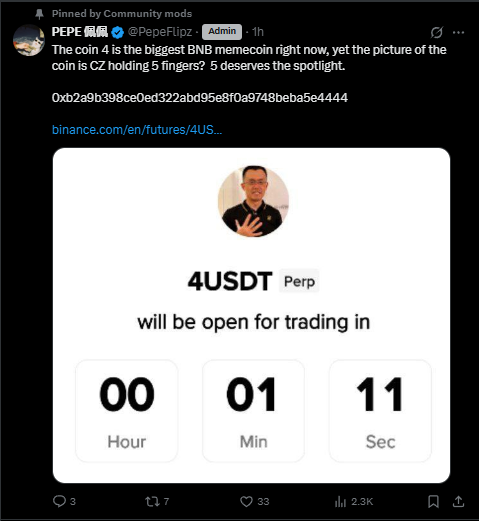 Pinned by Community mods
PEPE 佩佩 @PepeFlipz · Admin · 1h
The coin 4 is the biggest BNB memecoin right now, yet the picture of the
coin is CZ holding 5 fingers? 5 deserves the spotlight.
0xb2a9b398ce0ed322abd95e8f0a9748beba5e4444
binance.com/en/futures/4US...
4USDT Perp
will be open for trading in
00 01 11
Hour Min Sec
3 7 33 2.3K